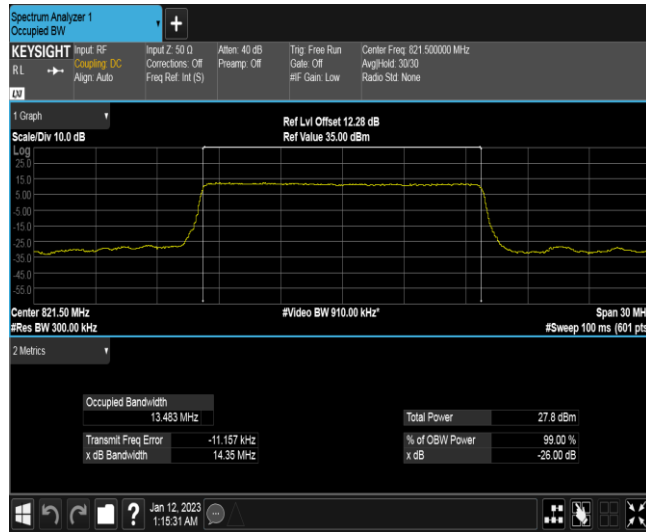 Spectrum Analyzer 1
Occupied BW
+
KEYSIGHT
RL
LXI
Input: RF
Coupling: DC
Align: Auto
Input Z: 50 Ω
Corrections: Off
Freq Ref: Int (S)
Atten: 40 dB
Preamp: Off
Trig: Free Run
Gate: Off
#IF Gain: Low
Center Freq: 821.500000 MHz
Avg|Hold: 30/30
Radio Std: None
1 Graph
Scale/Div 10.0 dB
Ref Lvl Offset 12.28 dB
Ref Value 35.00 dBm
Log
25.0
15.0
5.00
-5.00
-15.0
-25.0
-35.0
-45.0
-55.0
Center 821.50 MHz
#Res BW 300.00 kHz
#Video BW 910.00 kHz*
Span 30 MH
#Sweep 100 ms (601 pts
2 Metrics
Occupied Bandwidth
13.483 MHz
Transmit Freq Error -11.157 kHz
x dB Bandwidth 14.35 MHz
Total Power 27.8 dBm
% of OBW Power 99.00 %
x dB -26.00 dB
?
Jan 12, 2023
1:15:31 AM